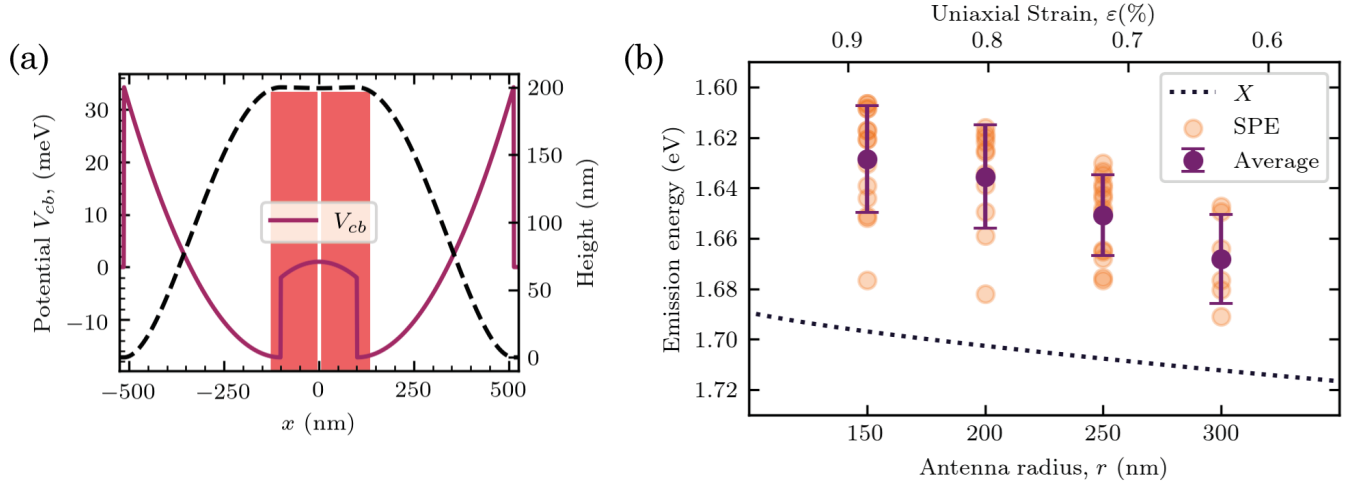 (a)
Potential V_cb, (meV)
30
20
10
0
−10
200
150
100
50
0
Height (nm)
V_cb
−500
−250
0
250
500
x (nm)
(b)
Uniaxial Strain, ε(%)
0.9
0.8
0.7
0.6
Emission energy (eV)
1.60
1.62
1.64
1.66
1.68
1.70
1.72
X
SPE
Average
150
200
250
300
Antenna radius, r (nm)